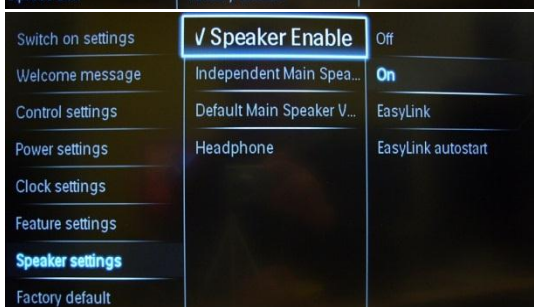 Switch on settings
Welcome message
Control settings
Power settings
Clock settings
Feature settings
Speaker settings
Factory default
√ Speaker Enable
Independent Main Spea...
Default Main Speaker V...
Headphone
Off
On
EasyLink
EasyLink autostart